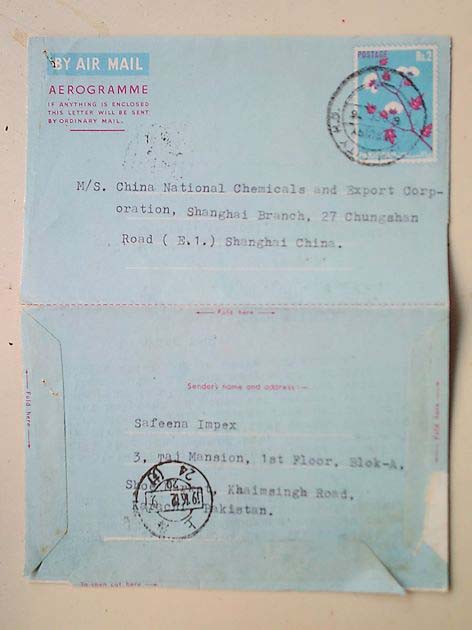 BY AIR MAIL
AEROGRAMME
IF ANYTHING IS ENCLOSED
THIS LETTER WILL BE SENT
BY ORDINARY MAIL.
POSTAGE Rs.2
M/S. China National Chemicals and Export Corp-
oration, Shanghai Branch, 27 Chungshan
Road ( E.1.) Shanghai China.
Fold here
Sender's name and address:—
Fold here
Fold here
Safeena Impex
3, Taj Mansion, 1st Floor, Blok-A,
Khaimsingh Road,
Pakistan.
To open cut here